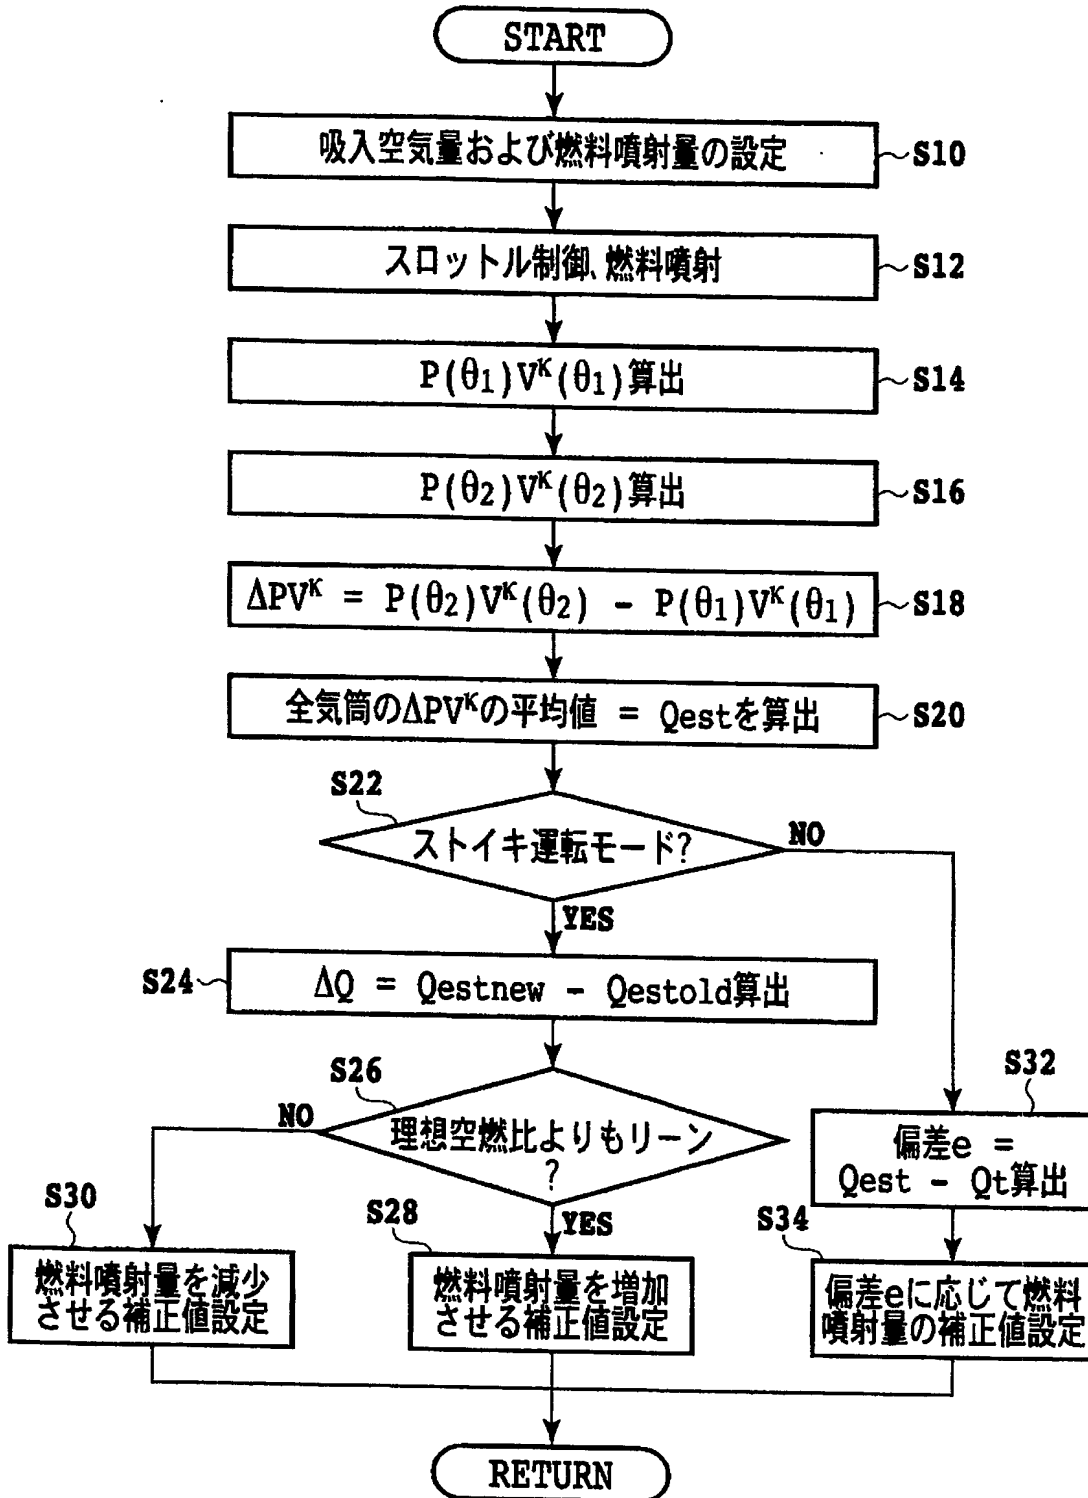 START
吸入空気量および燃料噴射量の設定
S10
スロットル制御、燃料噴射
S12
P(θ1)V^κ(θ1)算出
S14
P(θ2)V^κ(θ2)算出
S16
ΔPV^κ = P(θ2)V^κ(θ2) - P(θ1)V^κ(θ1)
S18
全気筒のΔPV^κの平均値 = Qestを算出
S20
S22
ストイキ運転モード?
NO
YES
S24
ΔQ = Qestnew - Qestold算出
S26
NO
理想空燃比よりもリーン
?
YES
S32
偏差e =
Qest - Qt算出
S30
燃料噴射量を減少
させる補正値設定
S28
燃料噴射量を増加
させる補正値設定
S34
偏差eに応じて燃料
噴射量の補正値設定
RETURN